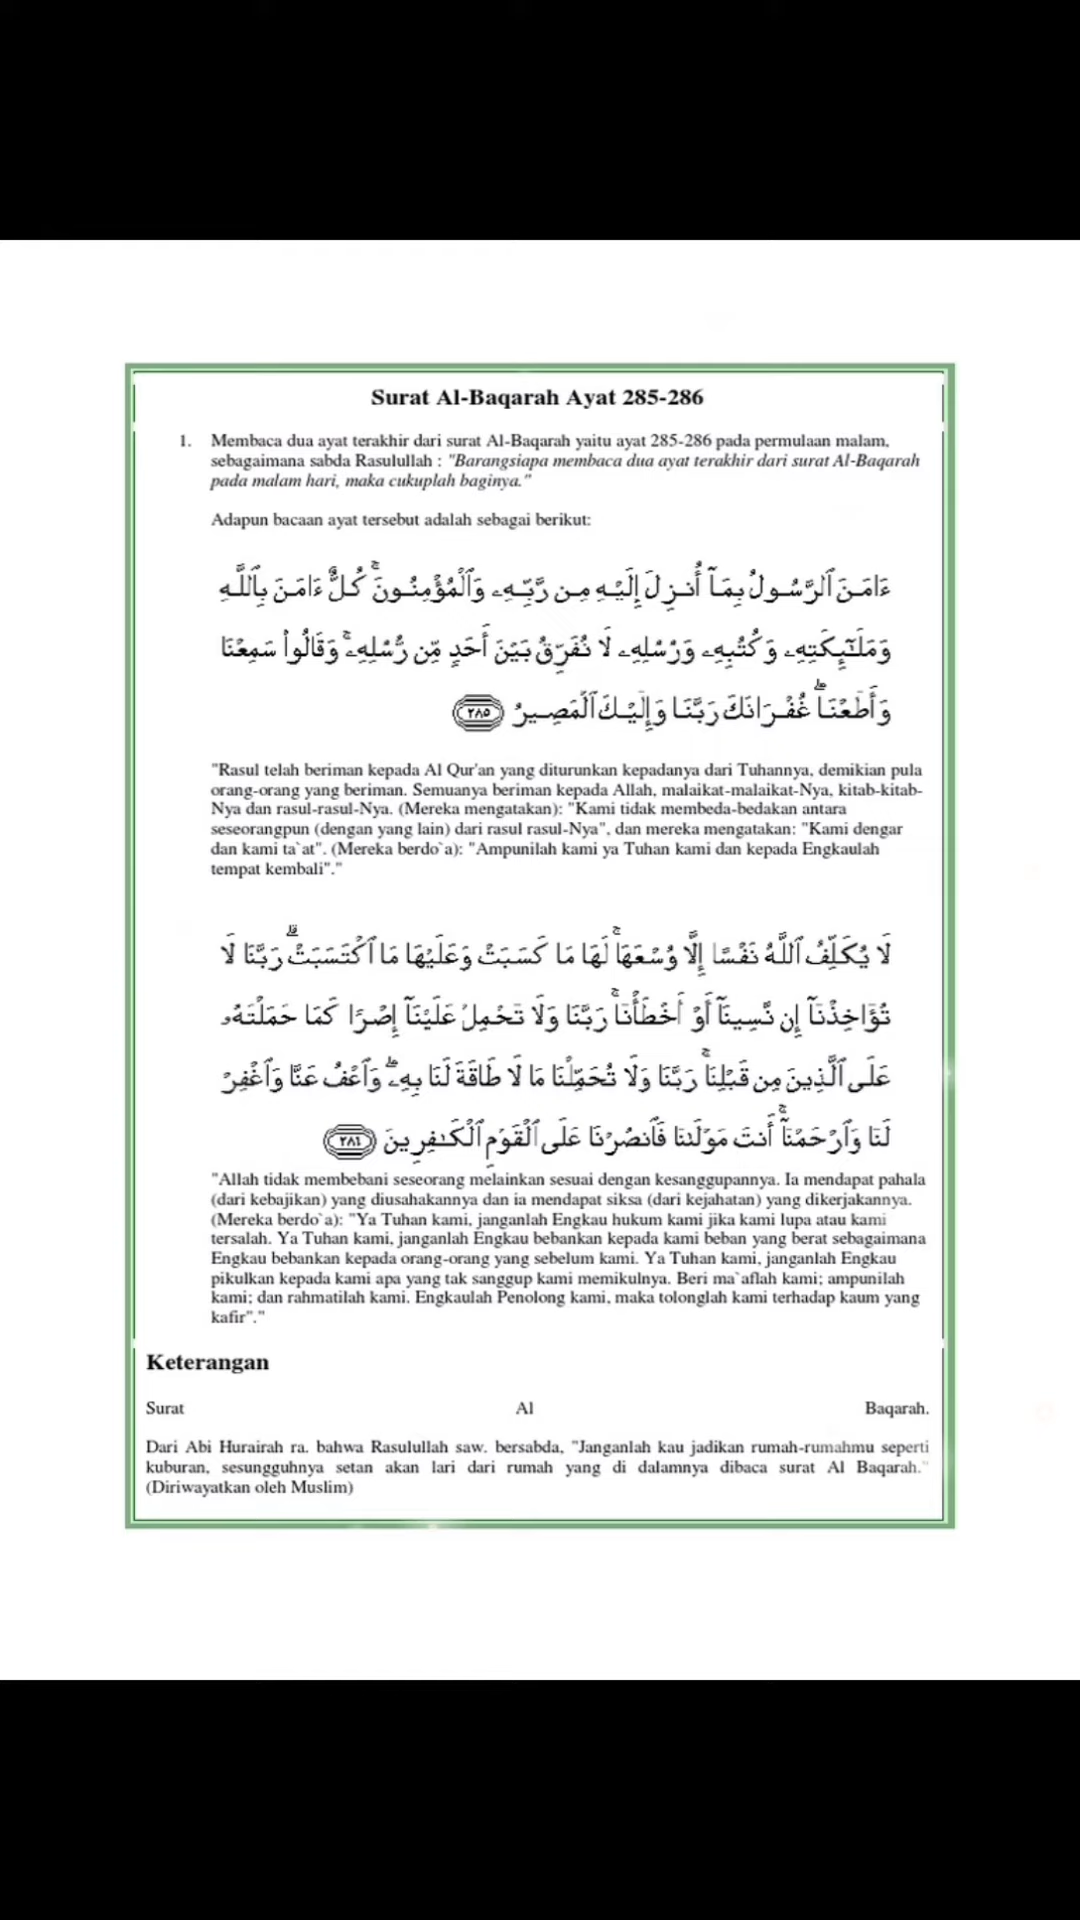 Surat Al-Baqarah Ayat 285-286
1. Membaca dua ayat terakhir dari surat Al-Baqarah yaitu ayat 285-286 pada permulaan malam,
sebagaimana sabda Rasulullah : "Barangsiapa membaca dua ayat terakhir dari surat Al-Baqarah
pada malam hari, maka cukuplah baginya."
Adapun bacaan ayat tersebut adalah sebagai berikut:
ءَامَنَ ٱلرَّسُولُ بِمَآ أُنزِلَ إِلَيْهِ مِن رَّبِّهِۦ وَٱلْمُؤْمِنُونَ ۚ كُلٌّ ءَامَنَ بِٱللَّهِ
وَمَلَٰٓئِكَتِهِۦ وَكُتُبِهِۦ وَرُسُلِهِۦ لَا نُفَرِّقُ بَيْنَ أَحَدٍ مِّن رُّسُلِهِۦ ۚ وَقَالُوا۟ سَمِعْنَا
وَأَطَعْنَا ۖ غُفْرَانَكَ رَبَّنَا وَإِلَيْكَ ٱلْمَصِيرُ ٢٨٥
"Rasul telah beriman kepada Al Qur'an yang diturunkan kepadanya dari Tuhannya, demikian pula
orang-orang yang beriman. Semuanya beriman kepada Allah, malaikat-malaikat-Nya, kitab-kitab-
Nya dan rasul-rasul-Nya. (Mereka mengatakan): "Kami tidak membeda-bedakan antara
seseorangpun (dengan yang lain) dari rasul rasul-Nya", dan mereka mengatakan: "Kami dengar
dan kami ta`at". (Mereka berdo`a): "Ampunilah kami ya Tuhan kami dan kepada Engkaulah
tempat kembali"."
لَا يُكَلِّفُ ٱللَّهُ نَفْسًا إِلَّا وُسْعَهَا ۚ لَهَا مَا كَسَبَتْ وَعَلَيْهَا مَا ٱكْتَسَبَتْ ۗ رَبَّنَا لَا
تُؤَاخِذْنَآ إِن نَّسِينَآ أَوْ أَخْطَأْنَا ۚ رَبَّنَا وَلَا تَحْمِلْ عَلَيْنَآ إِصْرًا كَمَا حَمَلْتَهُۥ
عَلَى ٱلَّذِينَ مِن قَبْلِنَا ۚ رَبَّنَا وَلَا تُحَمِّلْنَا مَا لَا طَاقَةَ لَنَا بِهِۦ ۖ وَٱعْفُ عَنَّا وَٱغْفِرْ
لَنَا وَٱرْحَمْنَآ ۚ أَنتَ مَوْلَىٰنَا فَٱنصُرْنَا عَلَى ٱلْقَوْمِ ٱلْكَٰفِرِينَ ٢٨٦
"Allah tidak membebani seseorang melainkan sesuai dengan kesanggupannya. Ia mendapat pahala
(dari kebajikan) yang diusahakannya dan ia mendapat siksa (dari kejahatan) yang dikerjakannya.
(Mereka berdo`a): "Ya Tuhan kami, janganlah Engkau hukum kami jika kami lupa atau kami
tersalah. Ya Tuhan kami, janganlah Engkau bebankan kepada kami beban yang berat sebagaimana
Engkau bebankan kepada orang-orang yang sebelum kami. Ya Tuhan kami, janganlah Engkau
pikulkan kepada kami apa yang tak sanggup kami memikulnya. Beri ma`aflah kami; ampunilah
kami; dan rahmatilah kami. Engkaulah Penolong kami, maka tolonglah kami terhadap kaum yang
kafir"."
Keterangan
Surat Al Baqarah.
Dari Abi Hurairah ra. bahwa Rasulullah saw. bersabda, "Janganlah kau jadikan rumah-rumahmu seperti
kuburan, sesungguhnya setan akan lari dari rumah yang di dalamnya dibaca surat Al Baqarah."
(Diriwayatkan oleh Muslim)